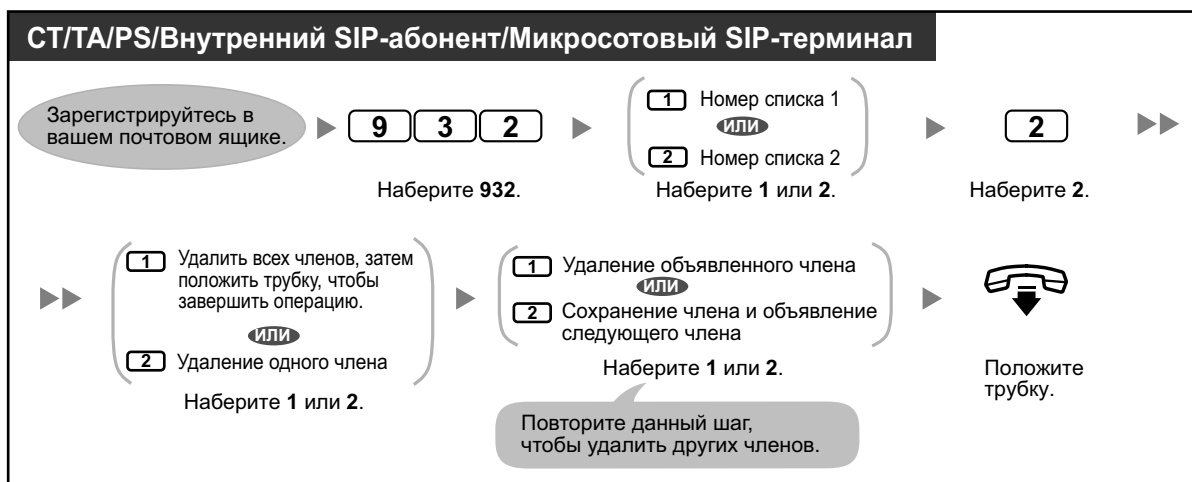 СТ/TA/PS/Внутренний SIP-абонент/Микросотовый SIP-терминал
Зарегистрируйтесь в
вашем почтовом ящике.
9 3 2
Наберите 932.
1 Номер списка 1
ИЛИ
2 Номер списка 2
Наберите 1 или 2.
2
Наберите 2.
1 Удалить всех членов, затем
положить трубку, чтобы
завершить операцию.
ИЛИ
2 Удаление одного члена
Наберите 1 или 2.
1 Удаление объявленного члена
ИЛИ
2 Сохранение члена и объявление
следующего члена
Наберите 1 или 2.
Повторите данный шаг,
чтобы удалить других членов.
Положите
трубку.